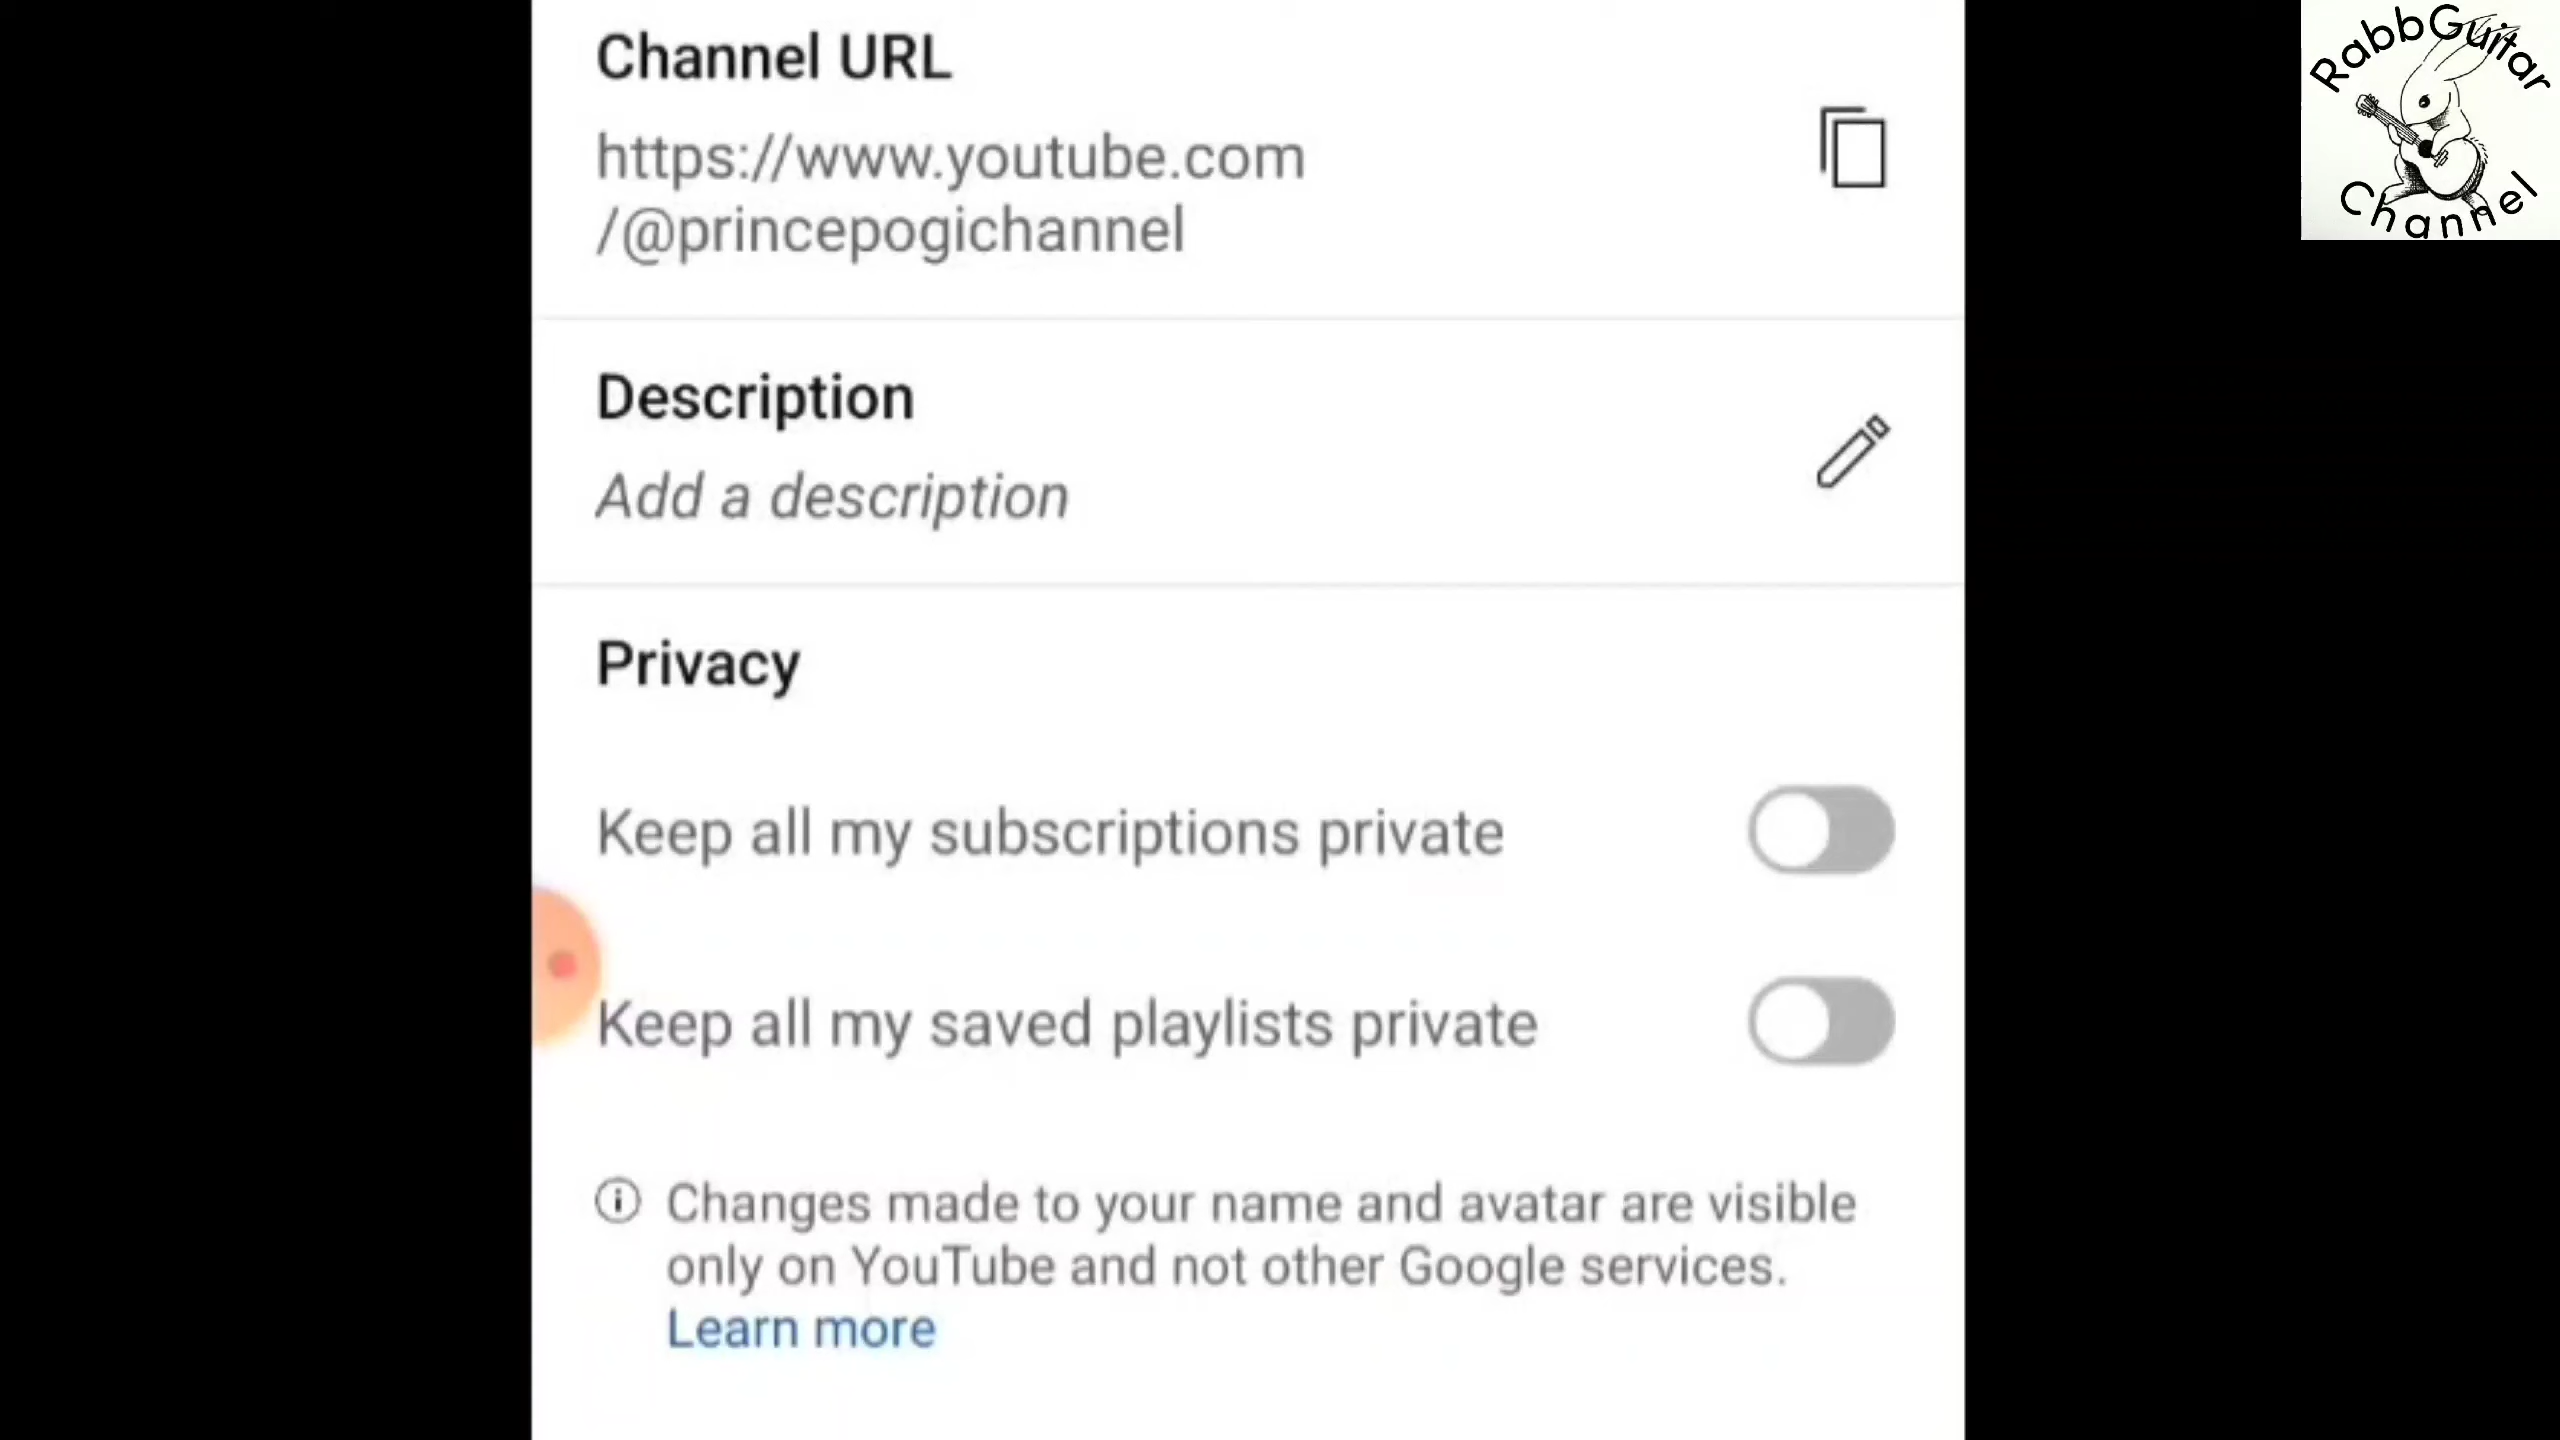 Channel URL
https://www.youtube.com
/@princepogichannel
Description
Add a description
Privacy
Keep all my subscriptions private
Keep all my saved playlists private
Changes made to your name and avatar are visible
only on YouTube and not other Google services.
Learn more
RabbGuitar
Channel